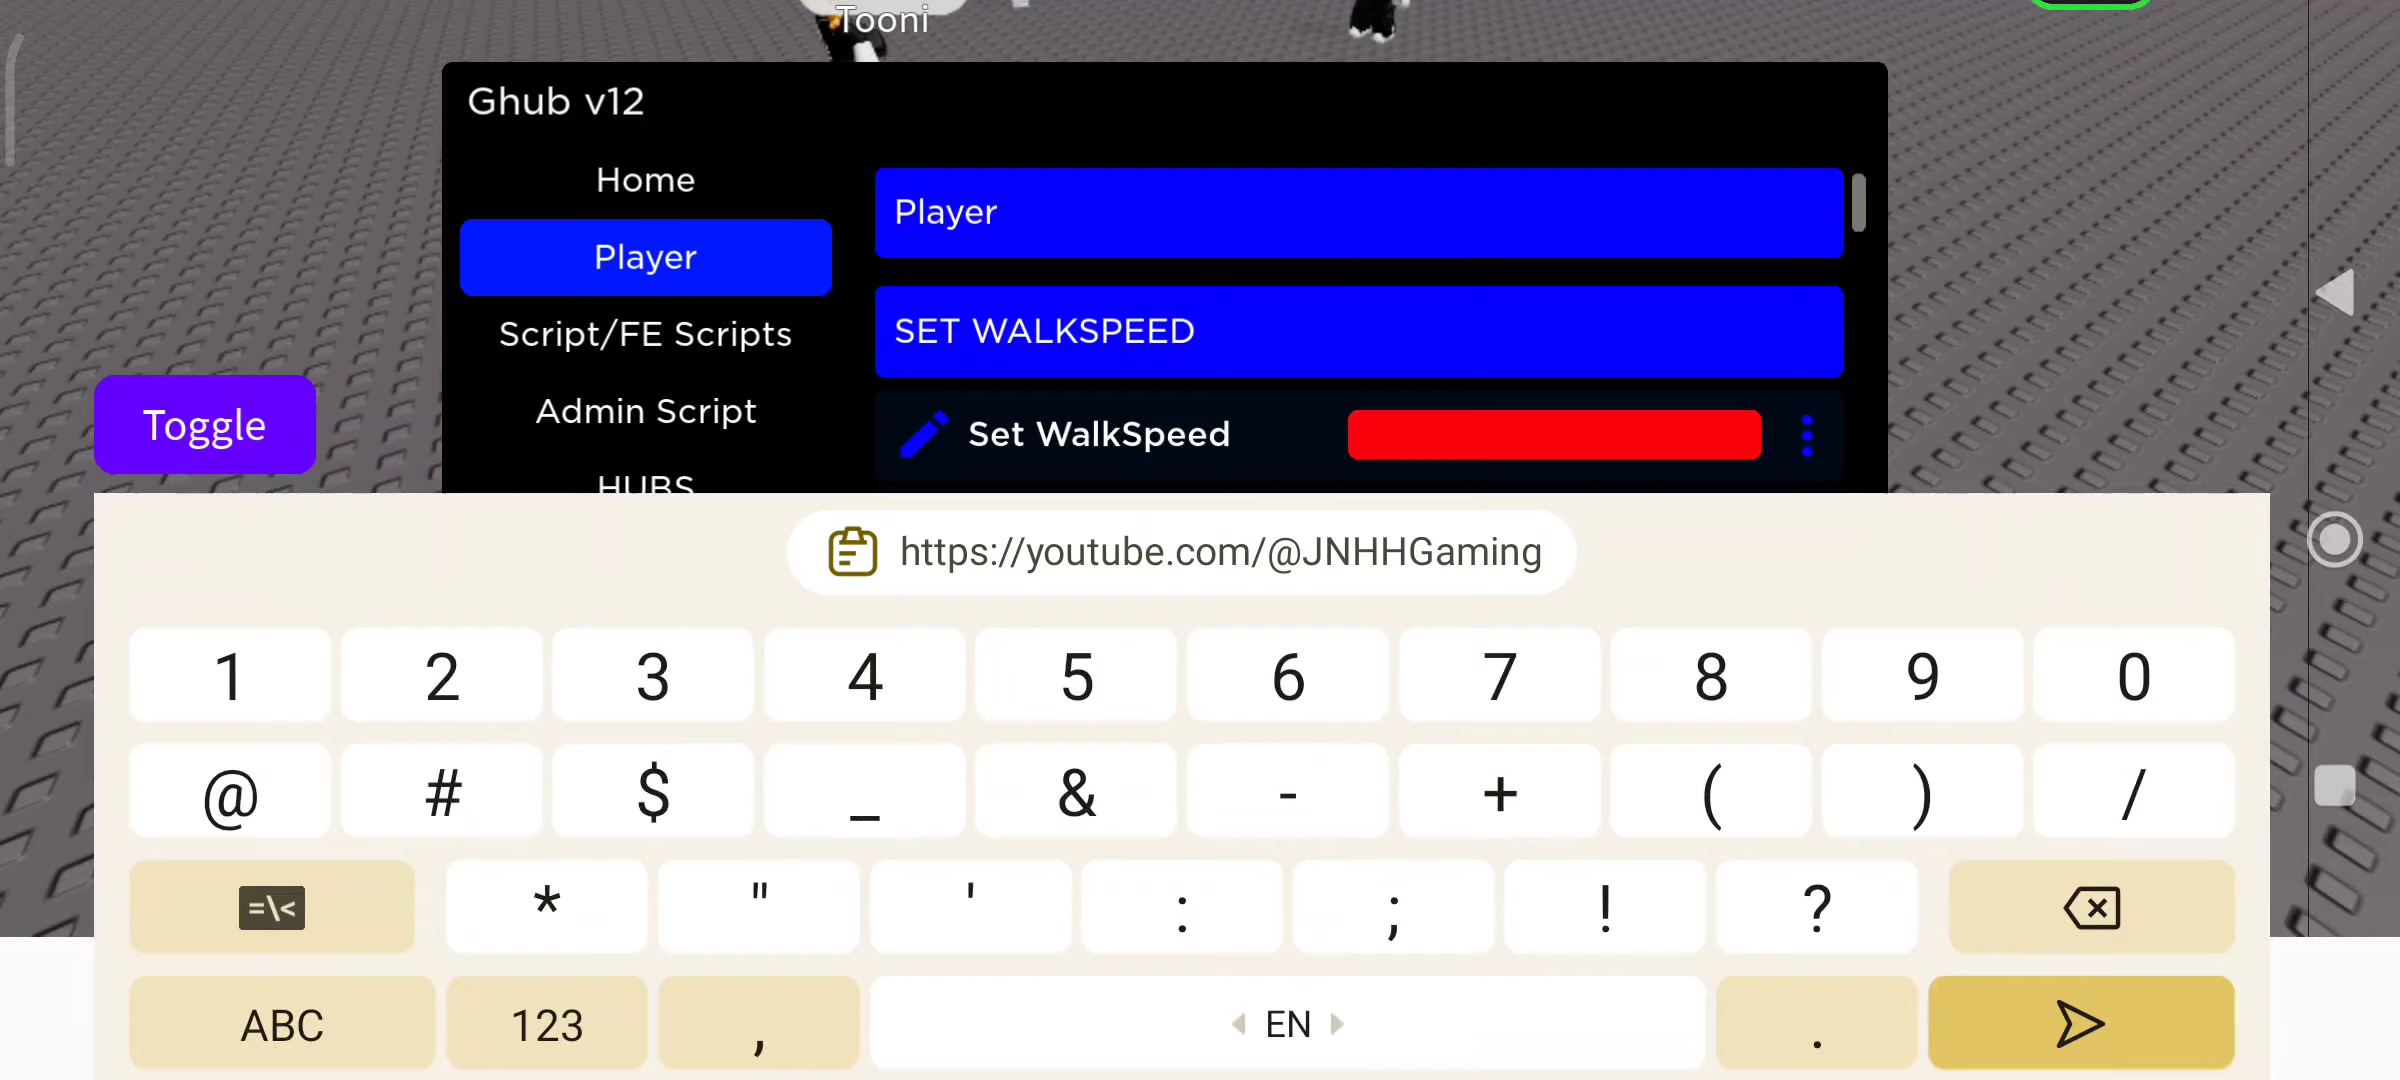 Tooni
Ghub v12
Home
Player
Script/FE Scripts
Admin Script
HUBS
Player
SET WALKSPEED
Set WalkSpeed
Toggle
https://youtube.com/@JNHHGaming
1 2 3 4 5 6 7 8 9 0
@ # $ _ & - + ( ) /
=\< * " ' : ; ! ?
ABC 123 , EN .